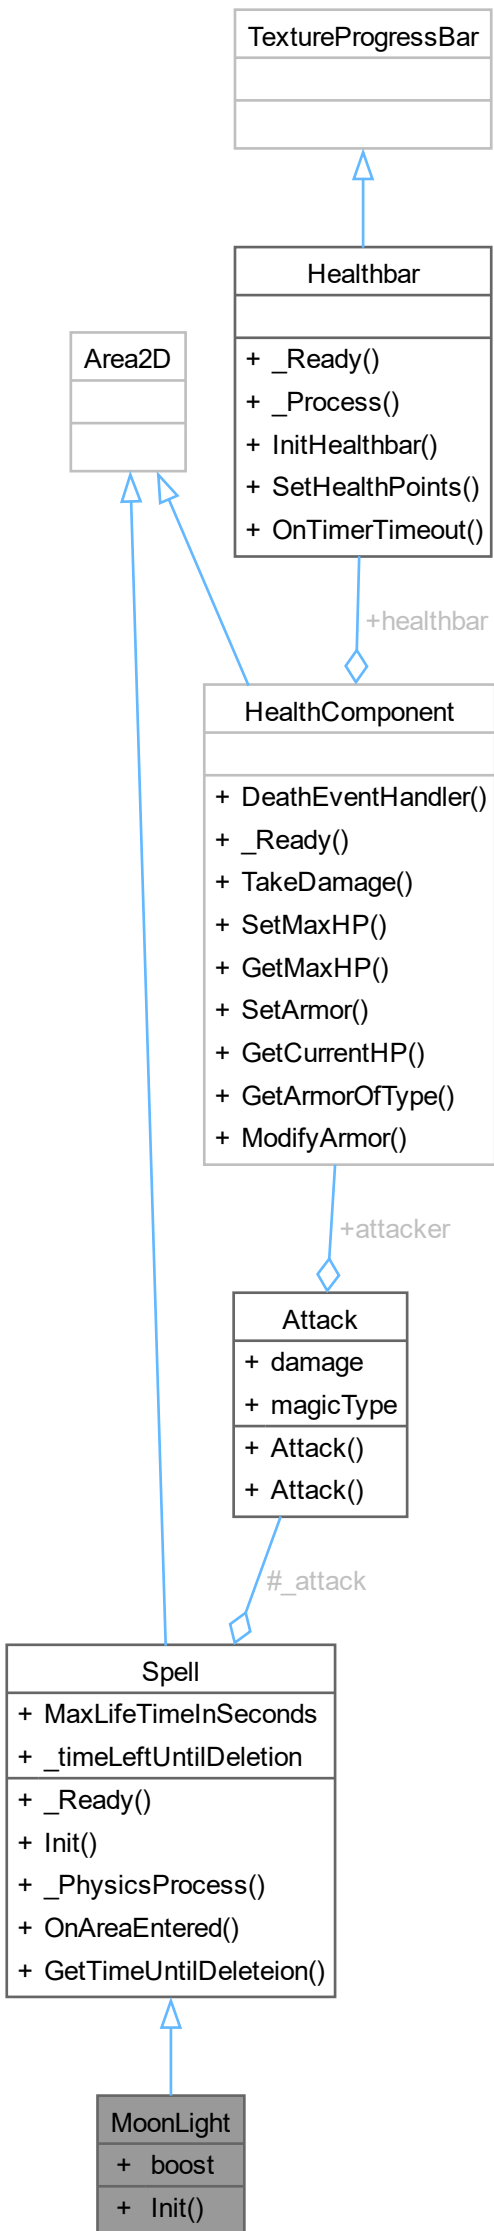 TextureProgressBar
Healthbar
+ _Ready()
+ _Process()
+ InitHealthbar()
+ SetHealthPoints()
+ OnTimerTimeout()
Area2D
+healthbar
HealthComponent
+ DeathEventHandler()
+ _Ready()
+ TakeDamage()
+ SetMaxHP()
+ GetMaxHP()
+ SetArmor()
+ GetCurrentHP()
+ GetArmorOfType()
+ ModifyArmor()
+attacker
Attack
+ damage
+ magicType
+ Attack()
+ Attack()
#_attack
Spell
+ MaxLifeTimeInSeconds
+ _timeLeftUntilDeletion
+ _Ready()
+ Init()
+ _PhysicsProcess()
+ OnAreaEntered()
+ GetTimeUntilDeleteion()
MoonLight
+ boost
+ Init()